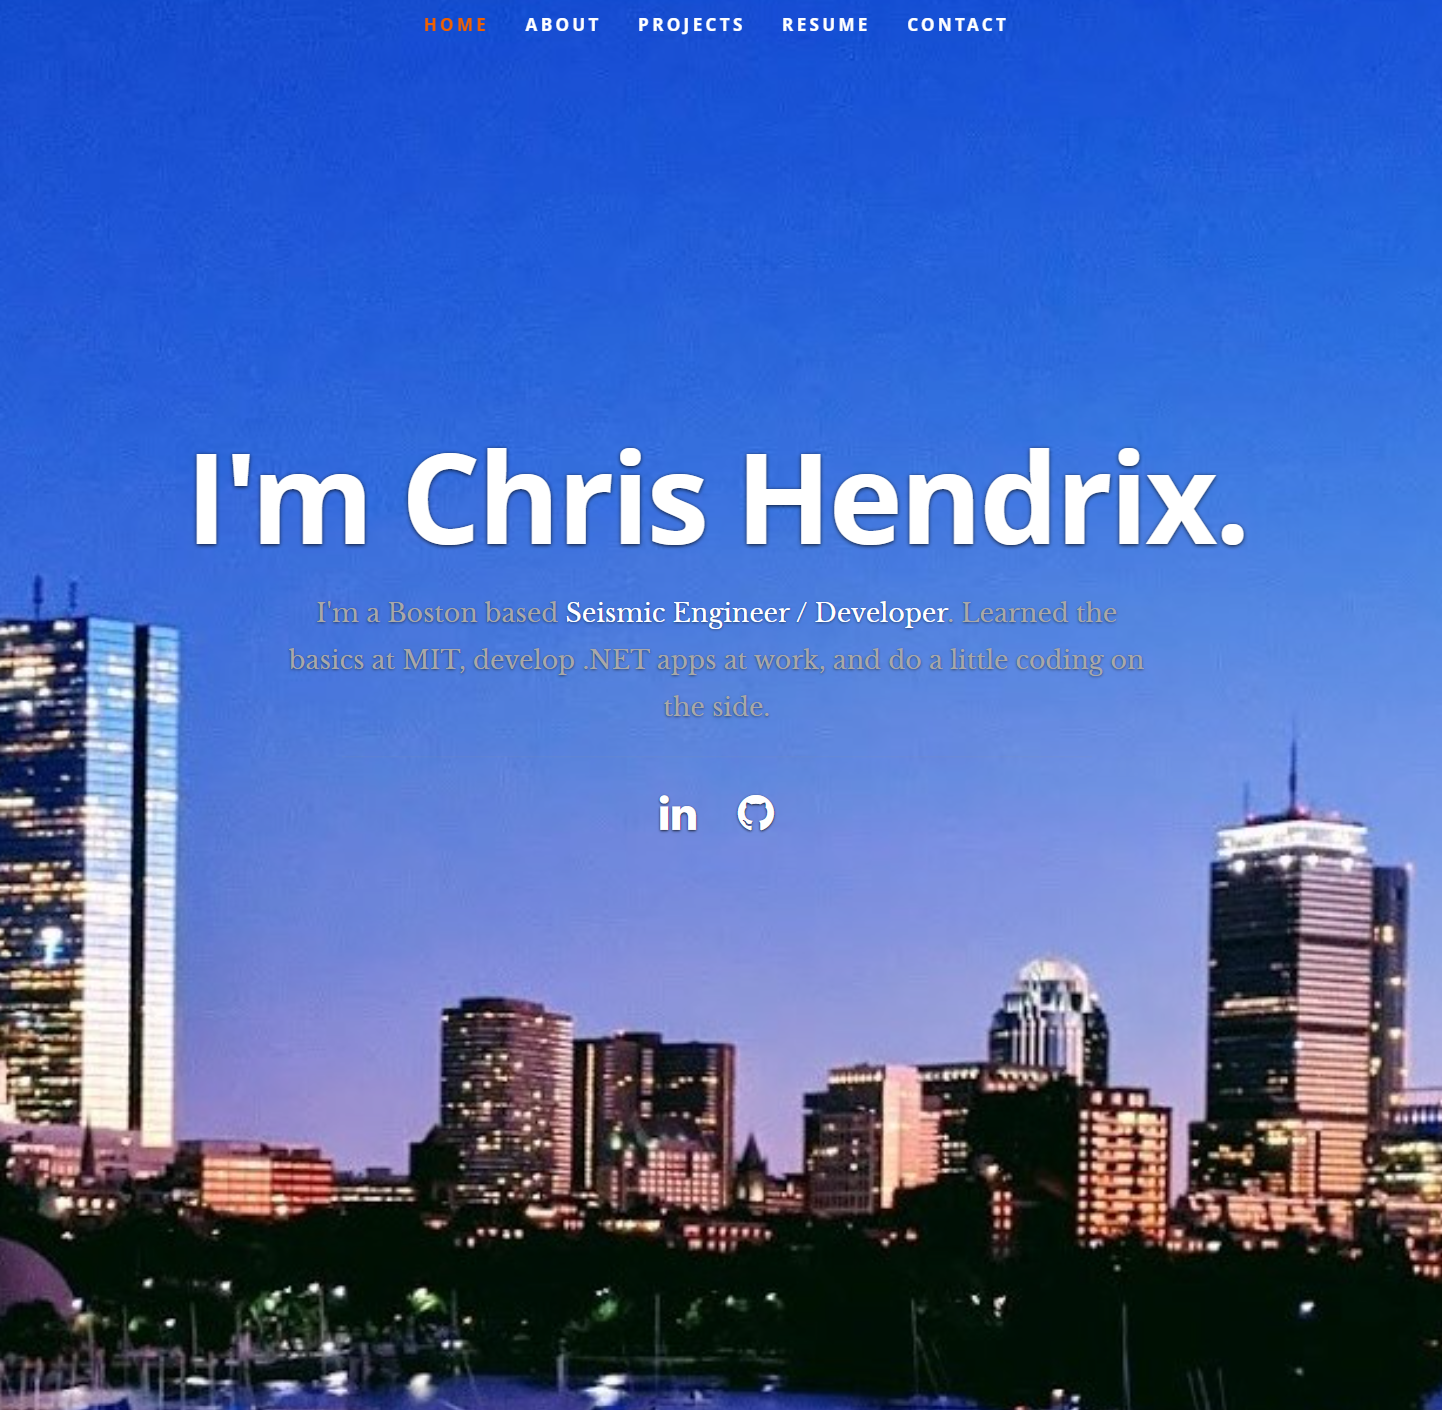 HOME ABOUT PROJECTS RESUME CONTACT
I'm Chris Hendrix.
I'm a Boston based Seismic Engineer / Developer. Learned the
basics at MIT, develop .NET apps at work, and do a little coding on
the side.
in